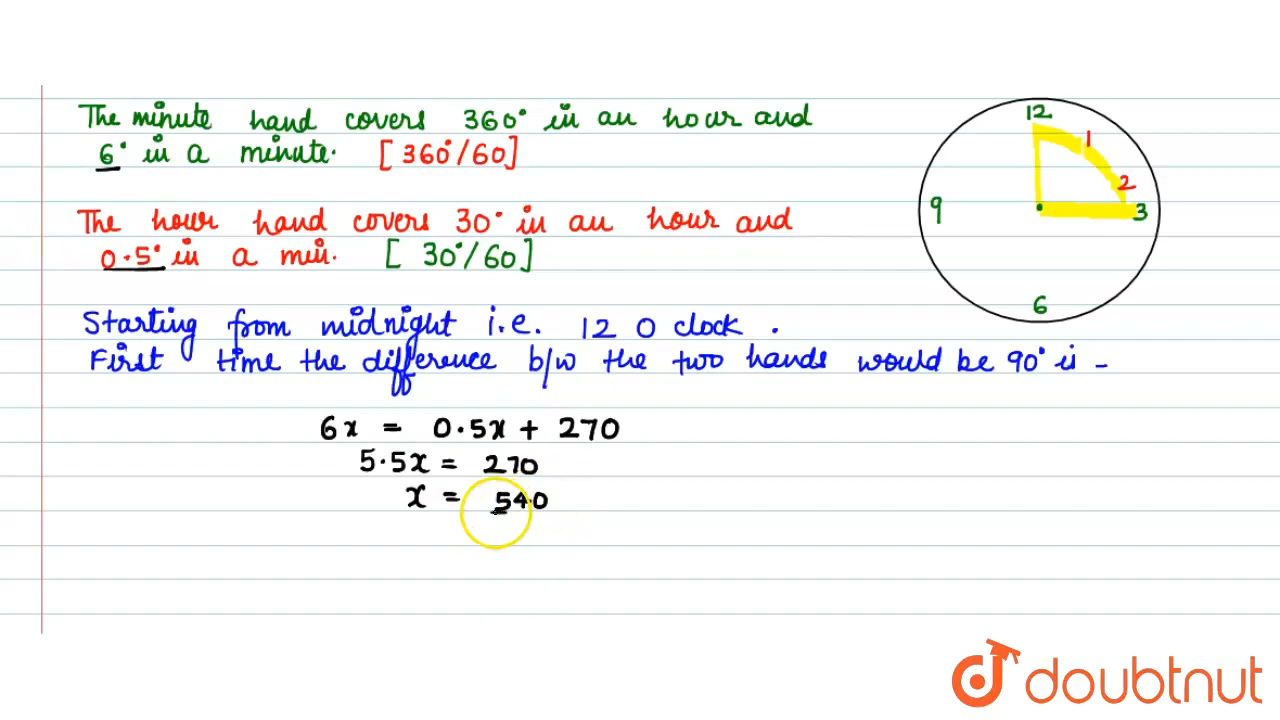 The minute hand covers 360° in an hour and
6° in a minute. [360°/60]
The hour hand covers 30° in an hour and
0.5° in a min. [30°/60]
Starting from midnight i.e. 12 O clock.
First time the difference b/w the two hands would be 90° is -
6x = 0.5x + 270
5.5x = 270
x = 540
12
1
2
9
3
6
doubtnut